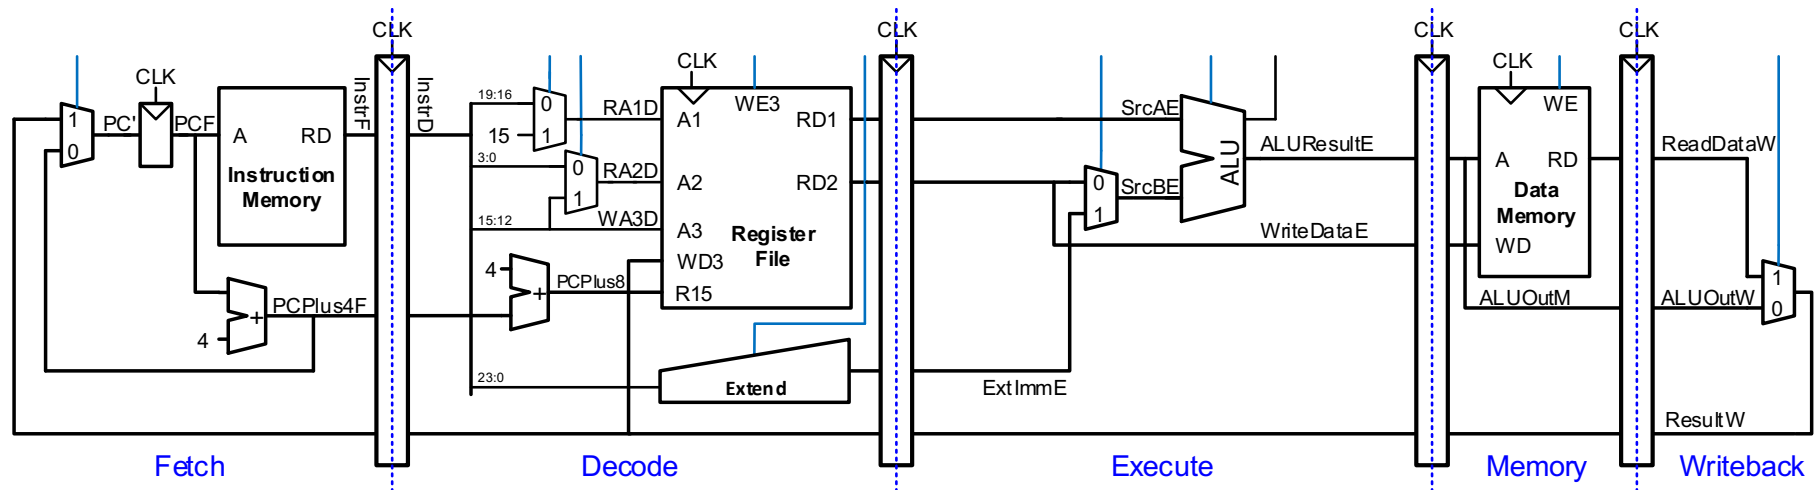 CLK
CLK
CLK
CLK
CLK
CLK
CLK
1
0
PC'
PCF
A
RD
Instruction
Memory
InstrF
InstrD
4
+
PCPlus4F
19:16
15
0
1
RA1D
3:0
0
1
RA2D
15:12
WA3D
4
+
PCPlus8
23:0
WE3
A1
A2
A3
WD3
R15
RD1
RD2
Register
File
Extend
ExtImmE
SrcAE
0
1
SrcBE
ALU
ALUResultE
WriteDataE
WE
A
RD
Data
Memory
WD
ALUOutM
ReadDataW
ALUOutW
1
0
ResultW
Fetch
Decode
Execute
Memory
Writeback